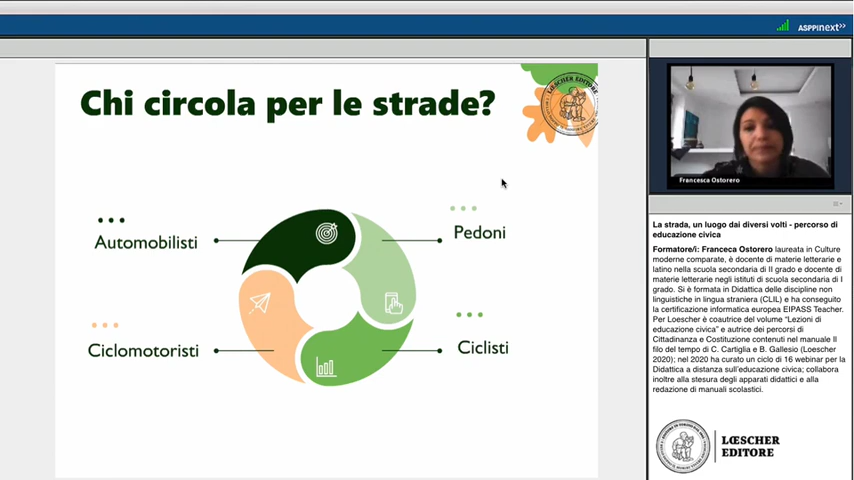 ASPPInext>>
Chi circola per le strade?
LŒSCHER EDITORE
Automobilisti
Pedoni
Ciclomotoristi
Ciclisti
Francesca Ostorero
La strada, un luogo dai diversi volti - percorso di
educazione civica
Formatore/i: Franceca Ostorero laureata in Culture
moderne comparate, è docente di materie letterarie e
latino nella scuola secondaria di II grado e docente di
materie letterarie negli istituti di scuola secondaria di I
grado. Si è formata in Didattica delle discipline non
linguistiche in lingua straniera (CLIL) e ha conseguito
la certificazione informatica europea EIPASS Teacher.
Per Loescher è coautrice del volume “Lezioni di
educazione civica” e autrice dei percorsi di
Cittadinanza e Costituzione contenuti nel manuale Il
filo del tempo di C. Cartiglia e B. Gallesio (Loescher
2020); nel 2020 ha curato un ciclo di 16 webinar per la
Didattica a distanza sull'educazione civica; collabora
inoltre alla stesura degli apparati didattici e alla
redazione di manuali scolastici.
LŒSCHER
EDITORE